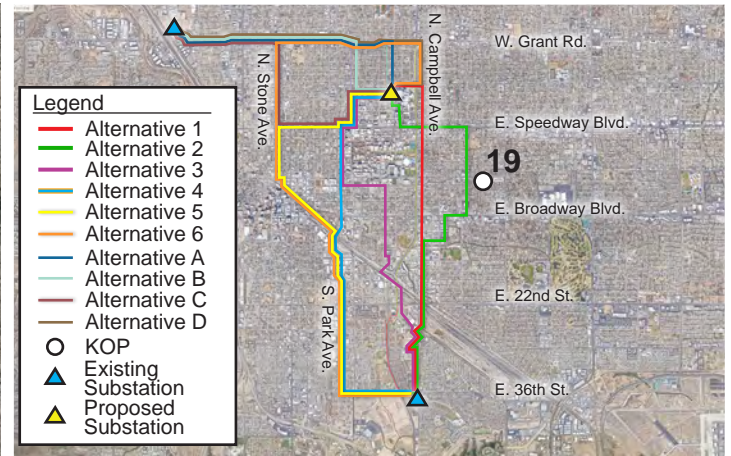 Legend
Alternative 1
Alternative 2
Alternative 3
Alternative 4
Alternative 5
Alternative 6
Alternative A
Alternative B
Alternative C
Alternative D
KOP
Existing
Substation
Proposed
Substation
N. Stone Ave.
S. Park Ave.
N. Campbell Ave.
W. Grant Rd.
E. Speedway Blvd.
19
E. Broadway Blvd.
E. 22nd St.
E. 36th St.